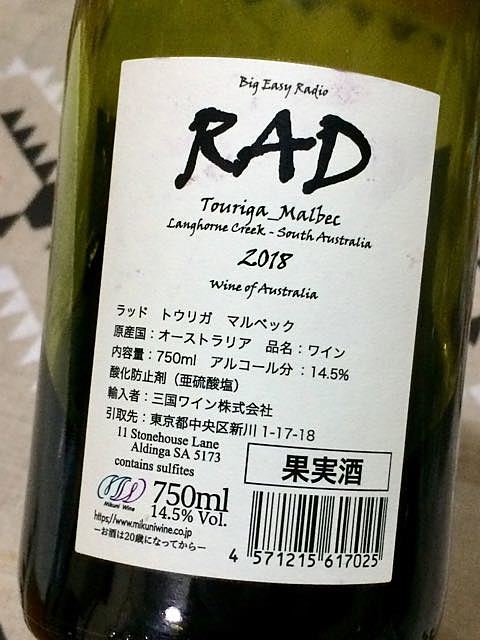 Big Easy Radio
RAD
Touriga_Malbec
Langhorne Creek - South Australia
2018
Wine of Australia
ラッド トウリガ マルベック
原産国：オーストラリア 品名：ワイン
内容量：750ml アルコール分：14.5%
酸化防止剤（亜硫酸塩）
輸入者：三国ワイン株式会社
引取先：東京都中央区新川 1-17-18
11 Stonehouse Lane
Aldinga SA 5173
contains sulfites
果実酒
Mikuni Wine
750ml
14.5% Vol.
https://www.mikuniwine.co.jp
ーお酒は20歳になってからー
4 571215 617025